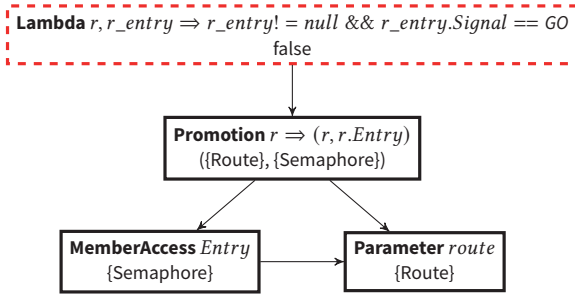 Lambda r, r_entry ⇒ r_entry! = null && r_entry.Signal == GO
false
Promotion r ⇒ (r, r.Entry)
({Route}, {Semaphore})
MemberAccess Entry
{Semaphore}
Parameter route
{Route}